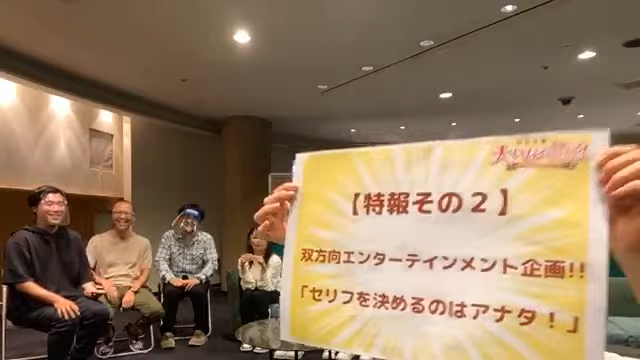 【特報その２】
双方向エンターテインメント企画!!
「セリフを決めるのはアナタ！」